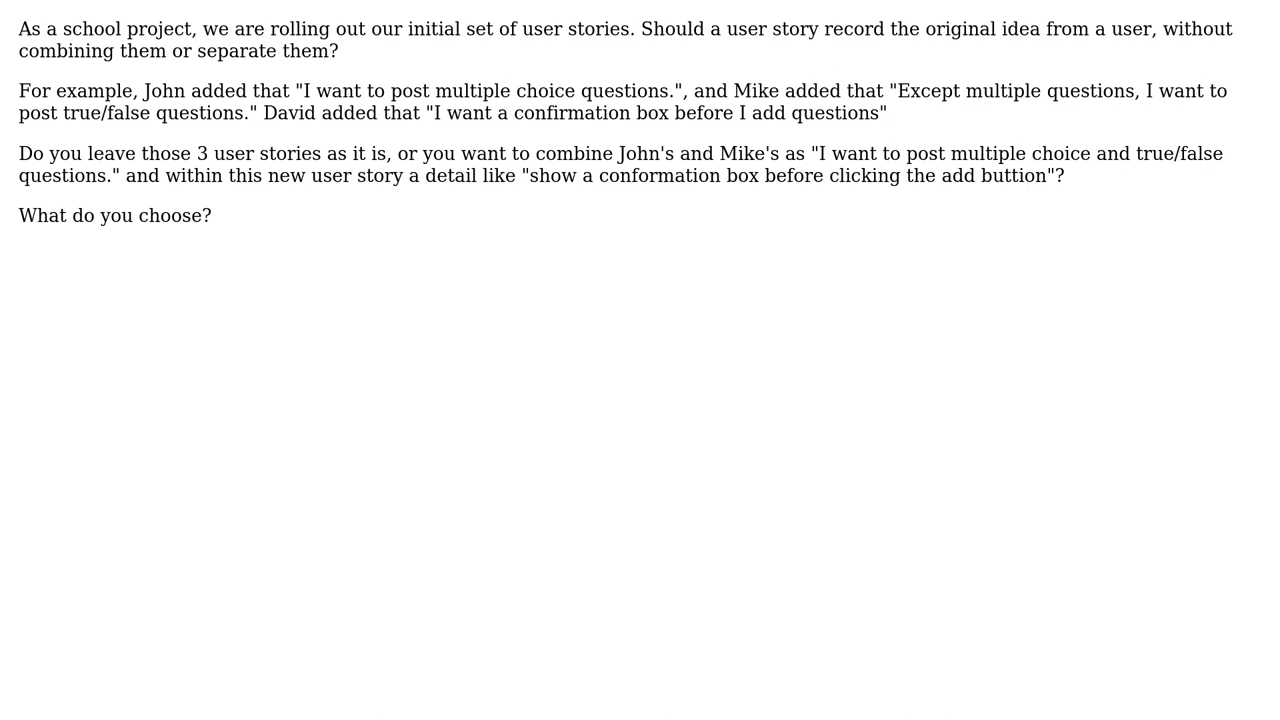 As a school project, we are rolling out our initial set of user stories. Should a user story record the original idea from a user, without
combining them or separate them?
For example, John added that "I want to post multiple choice questions.", and Mike added that "Except multiple questions, I want to
post true/false questions." David added that "I want a confirmation box before I add questions"
Do you leave those 3 user stories as it is, or you want to combine John's and Mike's as "I want to post multiple choice and true/false
questions." and within this new user story a detail like "show a conformation box before clicking the add buttion"?
What do you choose?